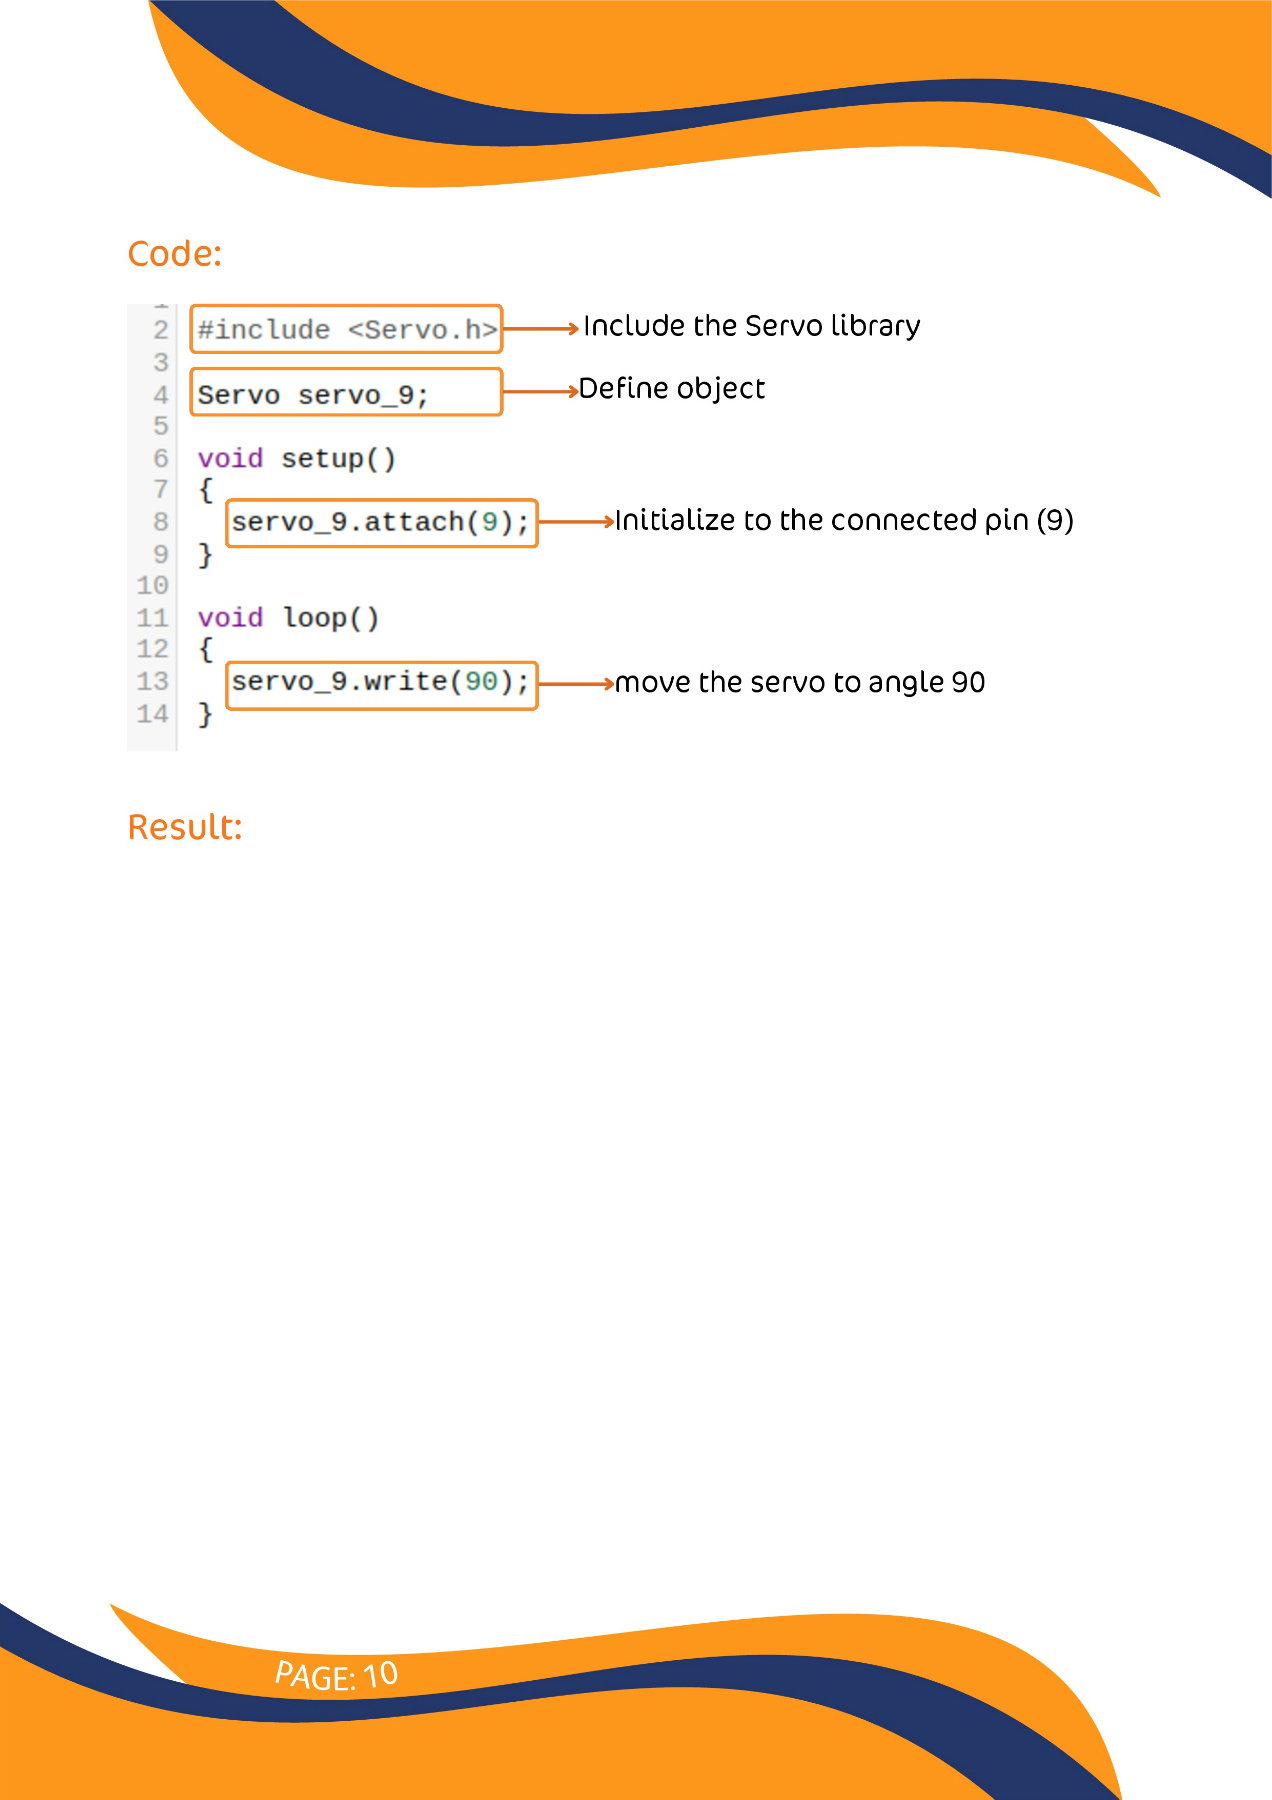 Code:
1
2 #include <Servo.h> Include the Servo library
3
4 Servo servo_9; Define object
5
6 void setup()
7 {
8 servo_9.attach(9); Initialize to the connected pin (9)
9 }
10
11 void loop()
12 {
13 servo_9.write(90); move the servo to angle 90
14 }
Result:
PAGE: 10